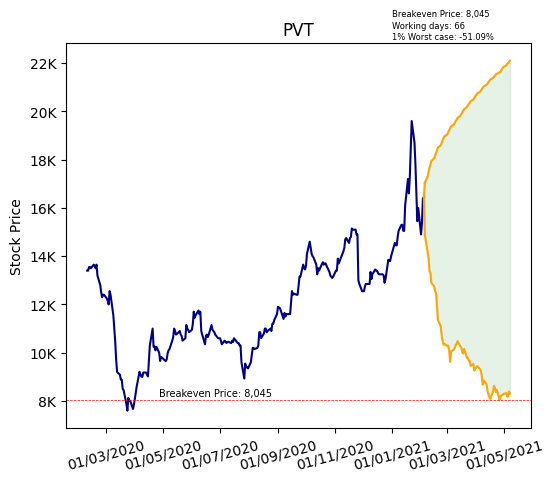 Breakeven Price: 8,045
Working days: 66
1% Worst case: -51.09%
PVT
Stock Price
22K
20K
18K
16K
14K
12K
10K
8K
Breakeven Price: 8,045
01/03/2020
01/05/2020
01/07/2020
01/09/2020
01/11/2020
01/01/2021
01/03/2021
01/05/2021